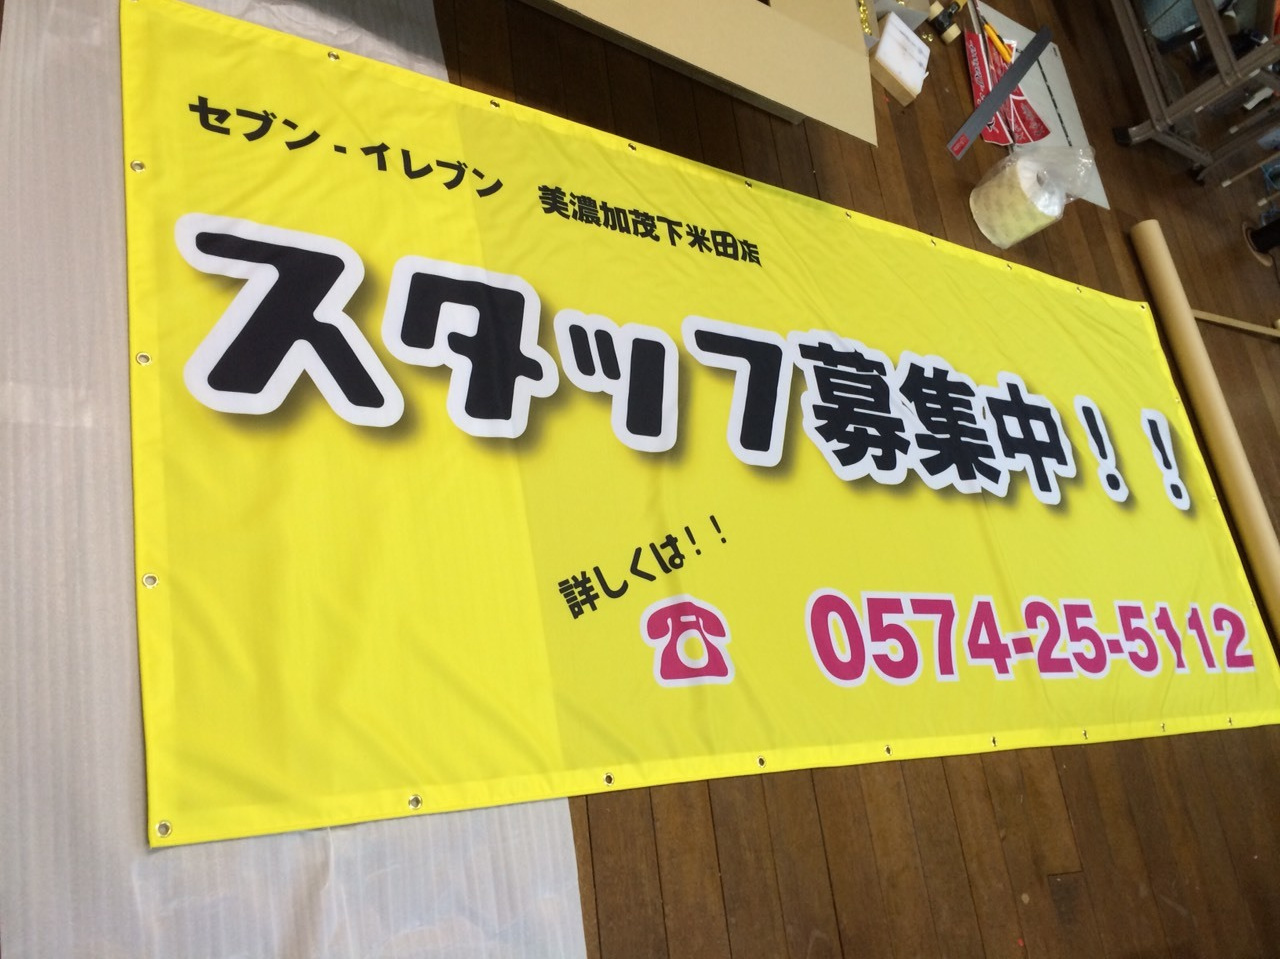 セブン-イレブン 美濃加茂下米田店
スタッフ募集中！！
詳しくは！！
0574-25-5112